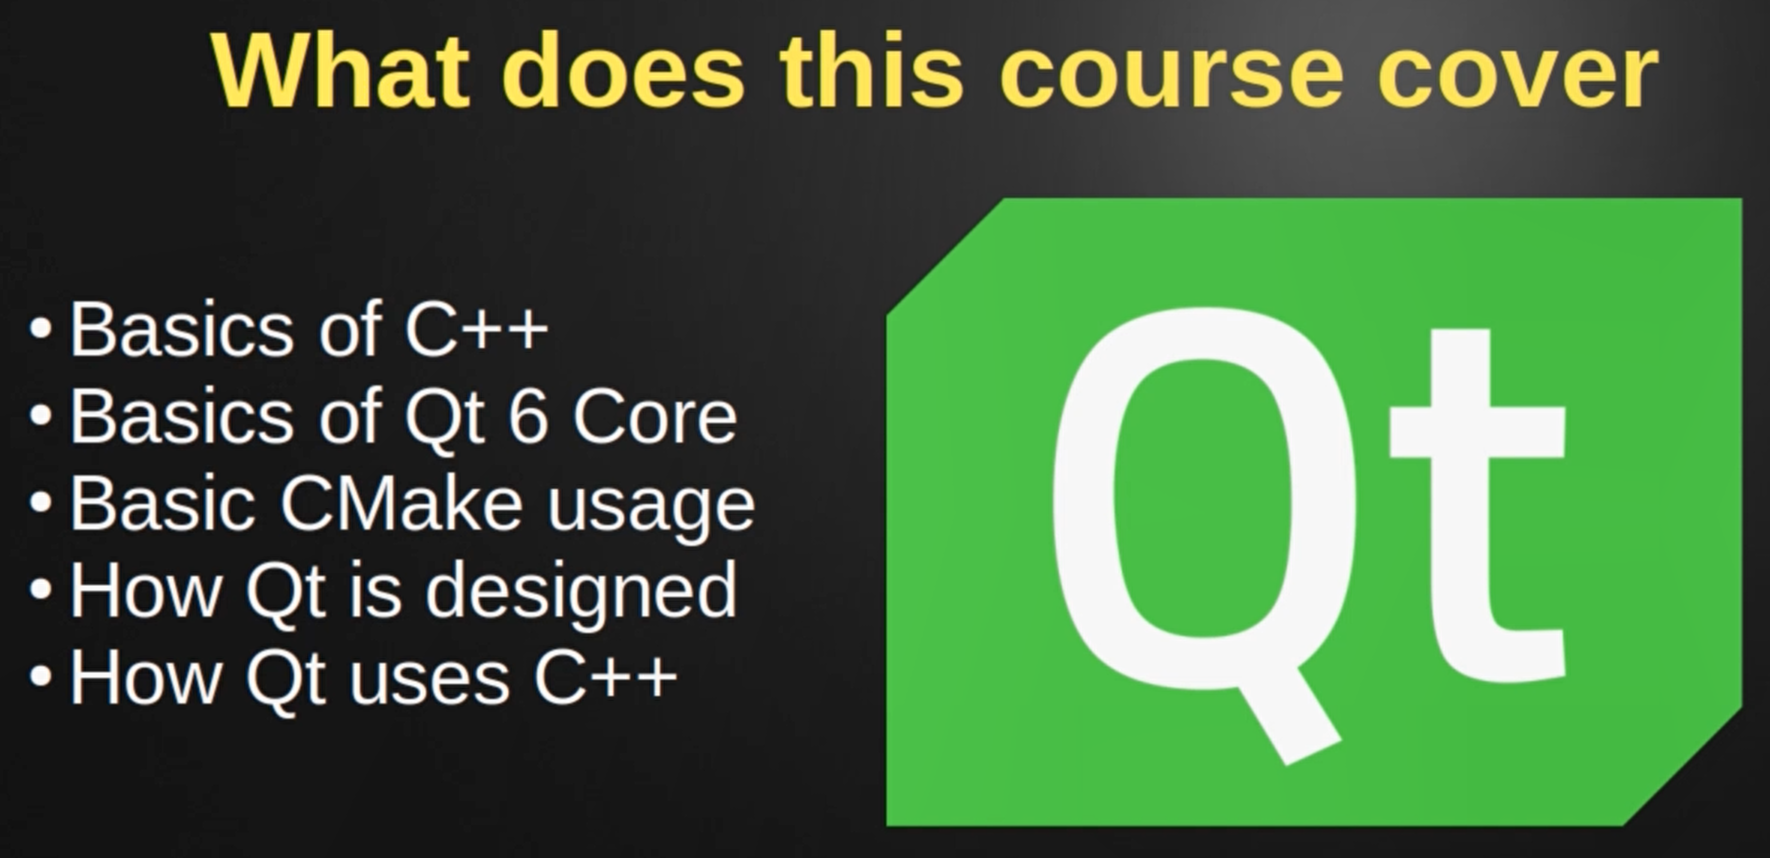 What does this course cover
• Basics of C++
• Basics of Qt 6 Core
• Basic CMake usage
• How Qt is designed
• How Qt uses C++
Qt